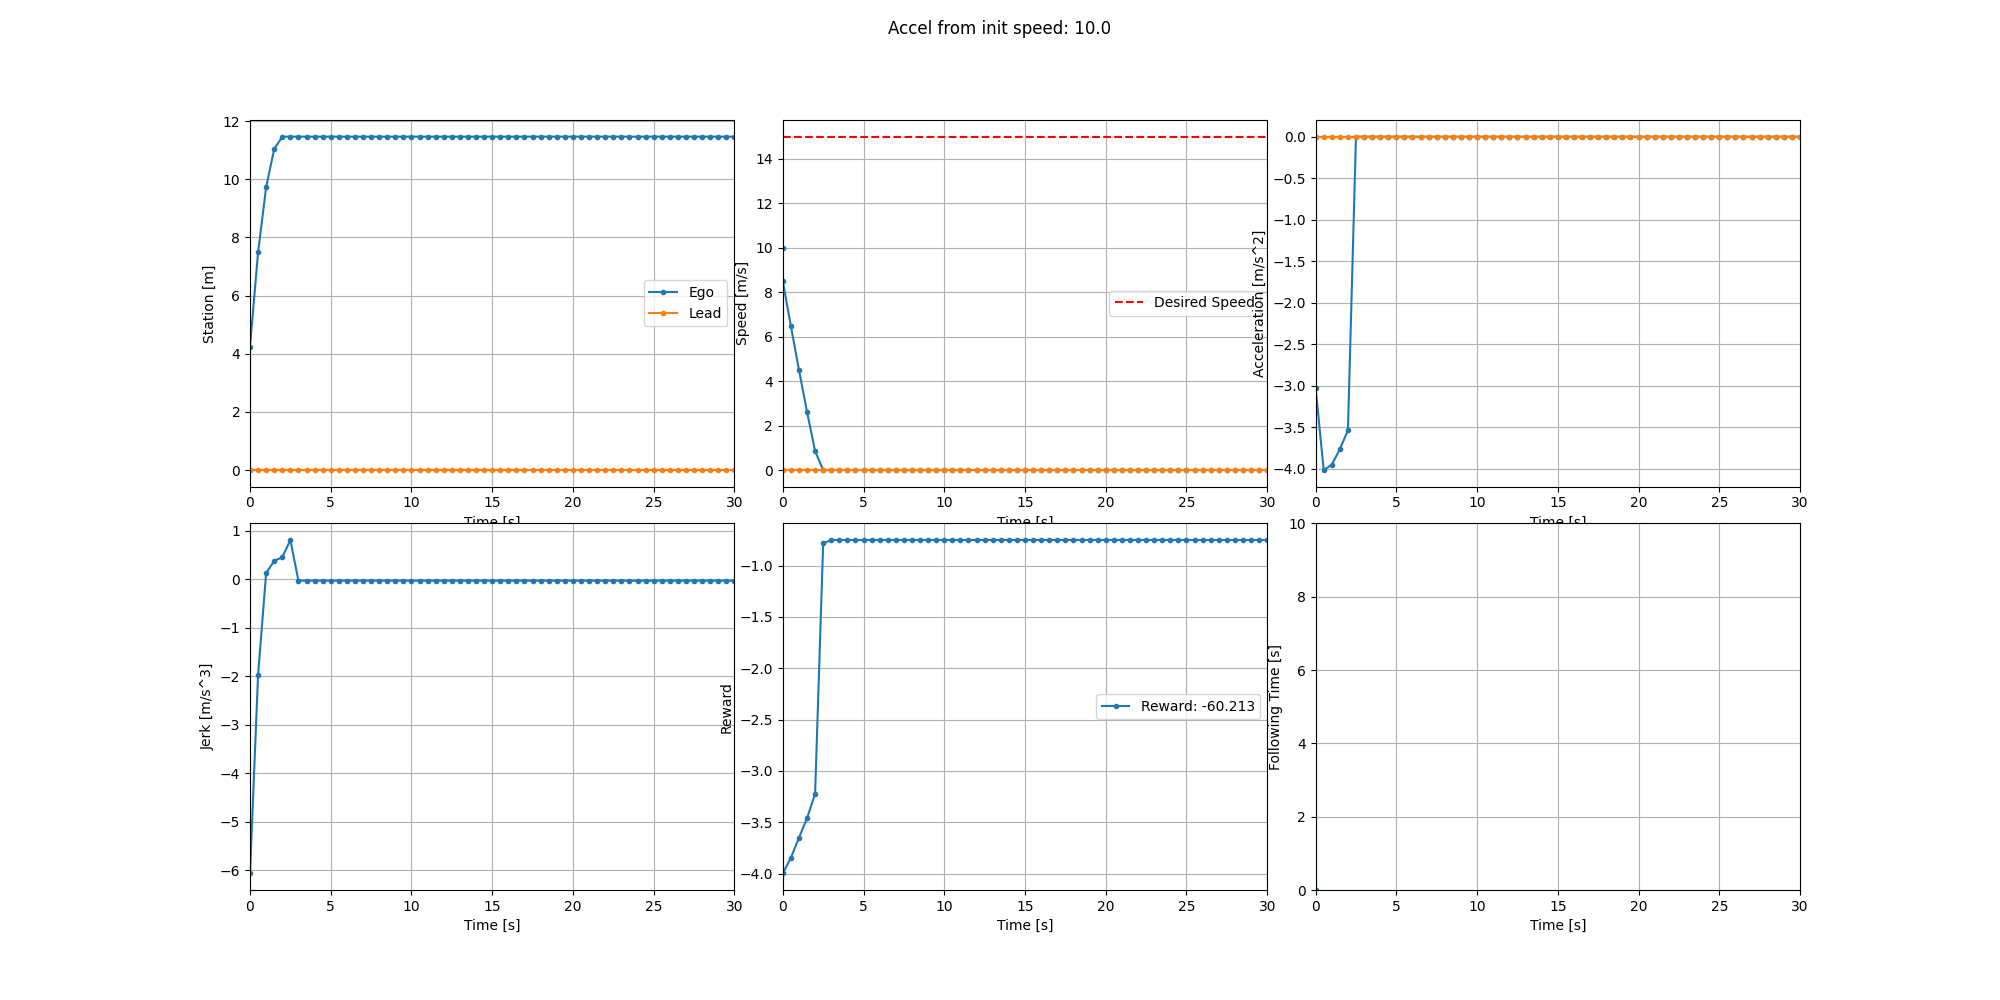 Accel from init speed: 10.0
12
10
8
6
4
2
0
Station [m]
Ego
Lead
0 5 10 15 20 25 30
Time [s]
14
12
10
8
6
4
2
0
Speed [m/s]
Desired Speed
0 5 10 15 20 25 30
Time [s]
0.0
−0.5
−1.0
−1.5
−2.0
−2.5
−3.0
−3.5
−4.0
Acceleration [m/s^2]
0 5 10 15 20 25 30
Time [s]
1
0
−1
−2
−3
−4
−5
−6
Jerk [m/s^3]
0 5 10 15 20 25 30
Time [s]
−1.0
−1.5
−2.0
−2.5
−3.0
−3.5
−4.0
Reward
Reward: -60.213
0 5 10 15 20 25 30
Time [s]
10
8
6
4
2
0
Following Time [s]
0 5 10 15 20 25 30
Time [s]